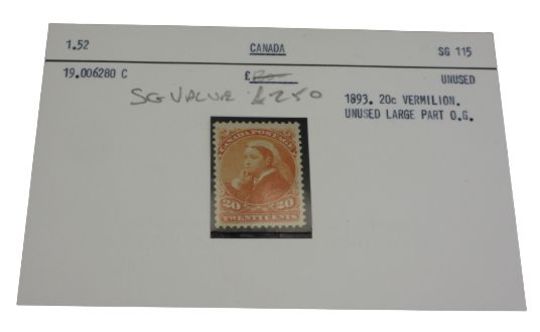 1.52 CANADA SG 115
19.006280 C £ UNUSED
SG VALUE £250
1893. 20c VERMILION.
UNUSED LARGE PART O.G.
CANADA POSTAGE
20 20
TWENTY CENTS